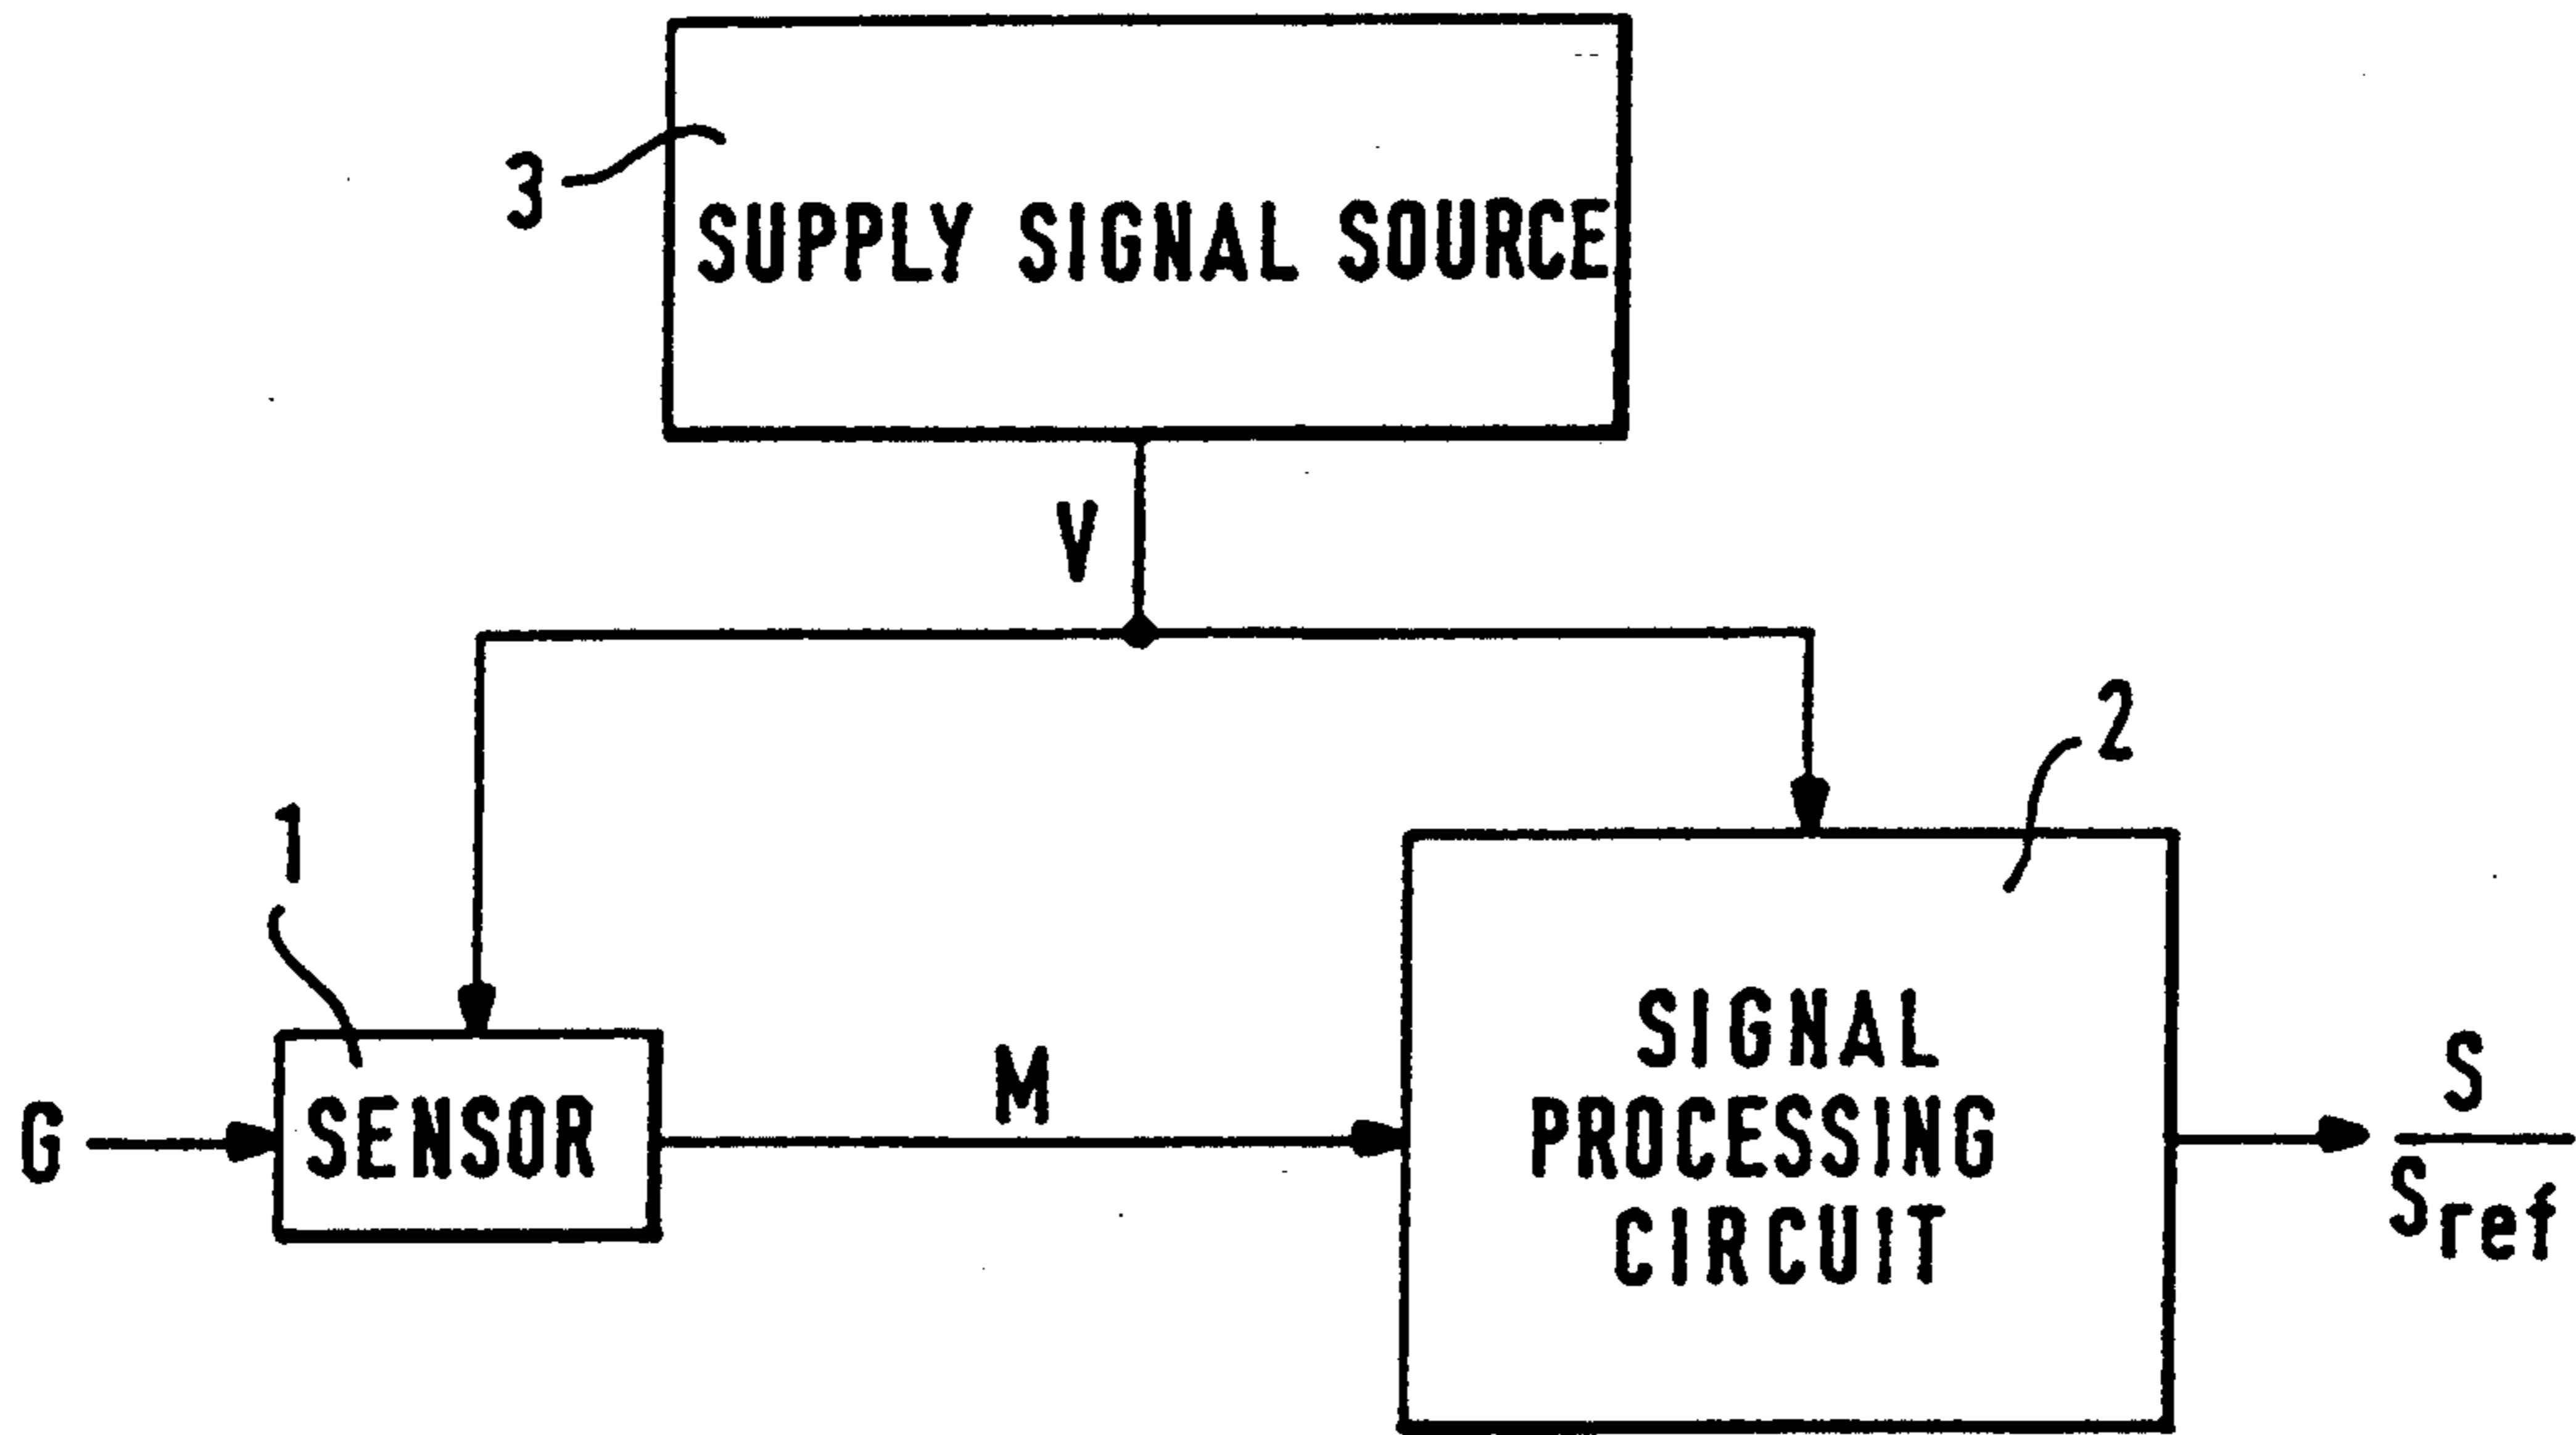 3
SUPPLY SIGNAL SOURCE
V
2
1
G
SENSOR
M
SIGNAL
PROCESSING
CIRCUIT
S
Sref